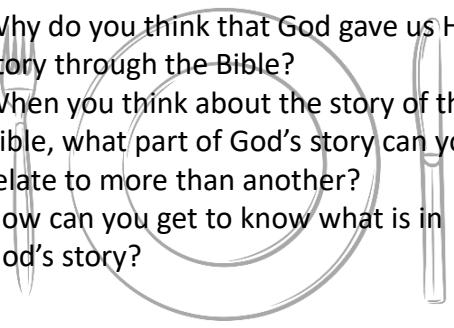 Why do you think that God gave us H
tory through the Bible?
When you think about the story of th
ible, what part of God’s story can yo
elate to more than another?
ow can you get to know what is in
od’s story?